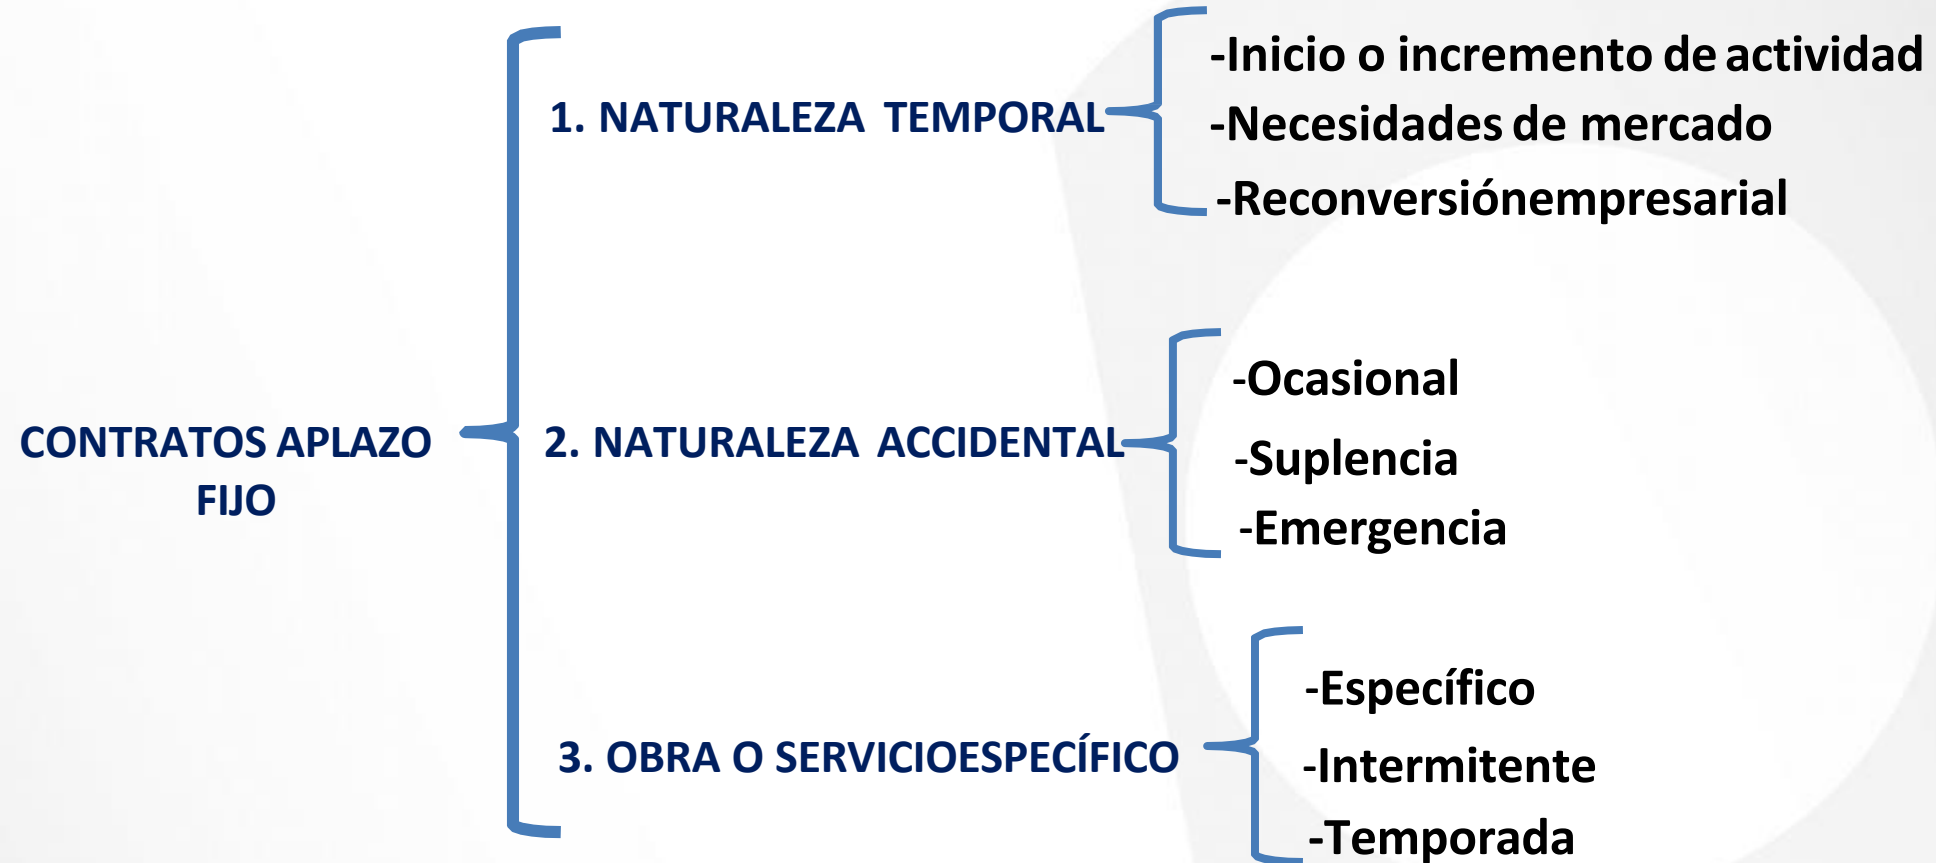 CONTRATOS APLAZO
FIJO
1. NATURALEZA TEMPORAL
-Inicio o incremento de actividad
-Necesidades de mercado
-Reconversiónempresarial
2. NATURALEZA ACCIDENTAL
-Ocasional
-Suplencia
-Emergencia
3. OBRA O SERVICIOESPECÍFICO
-Específico
-Intermitente
-Temporada